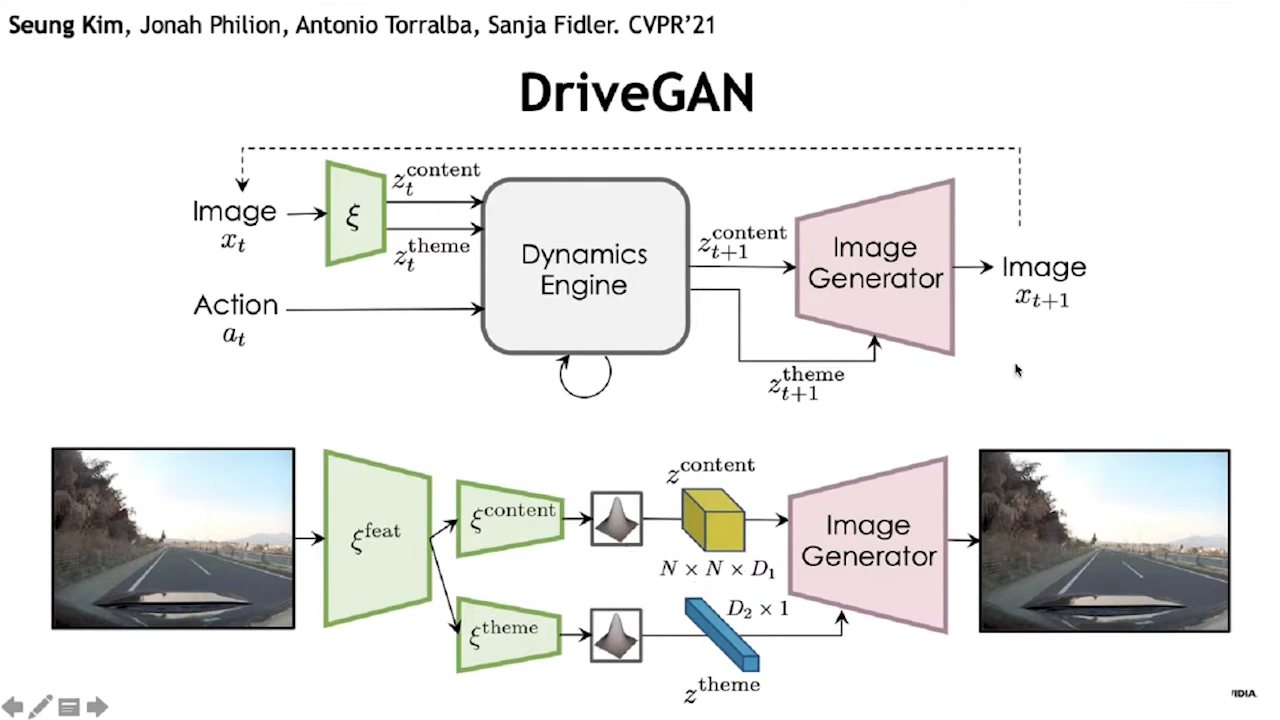 Seung Kim, Jonah Philion, Antonio Torralba, Sanja Fidler. CVPR'21
DriveGAN
Image
x_t
ξ
z_t^content
z_t^theme
Action
a_t
Dynamics
Engine
z_{t+1}^content
z_{t+1}^theme
Image
Generator
Image
x_{t+1}
ξ^feat
ξ^content
ξ^theme
z^content
N × N × D_1
D_2 × 1
z^theme
Image
Generator
VIDIA.